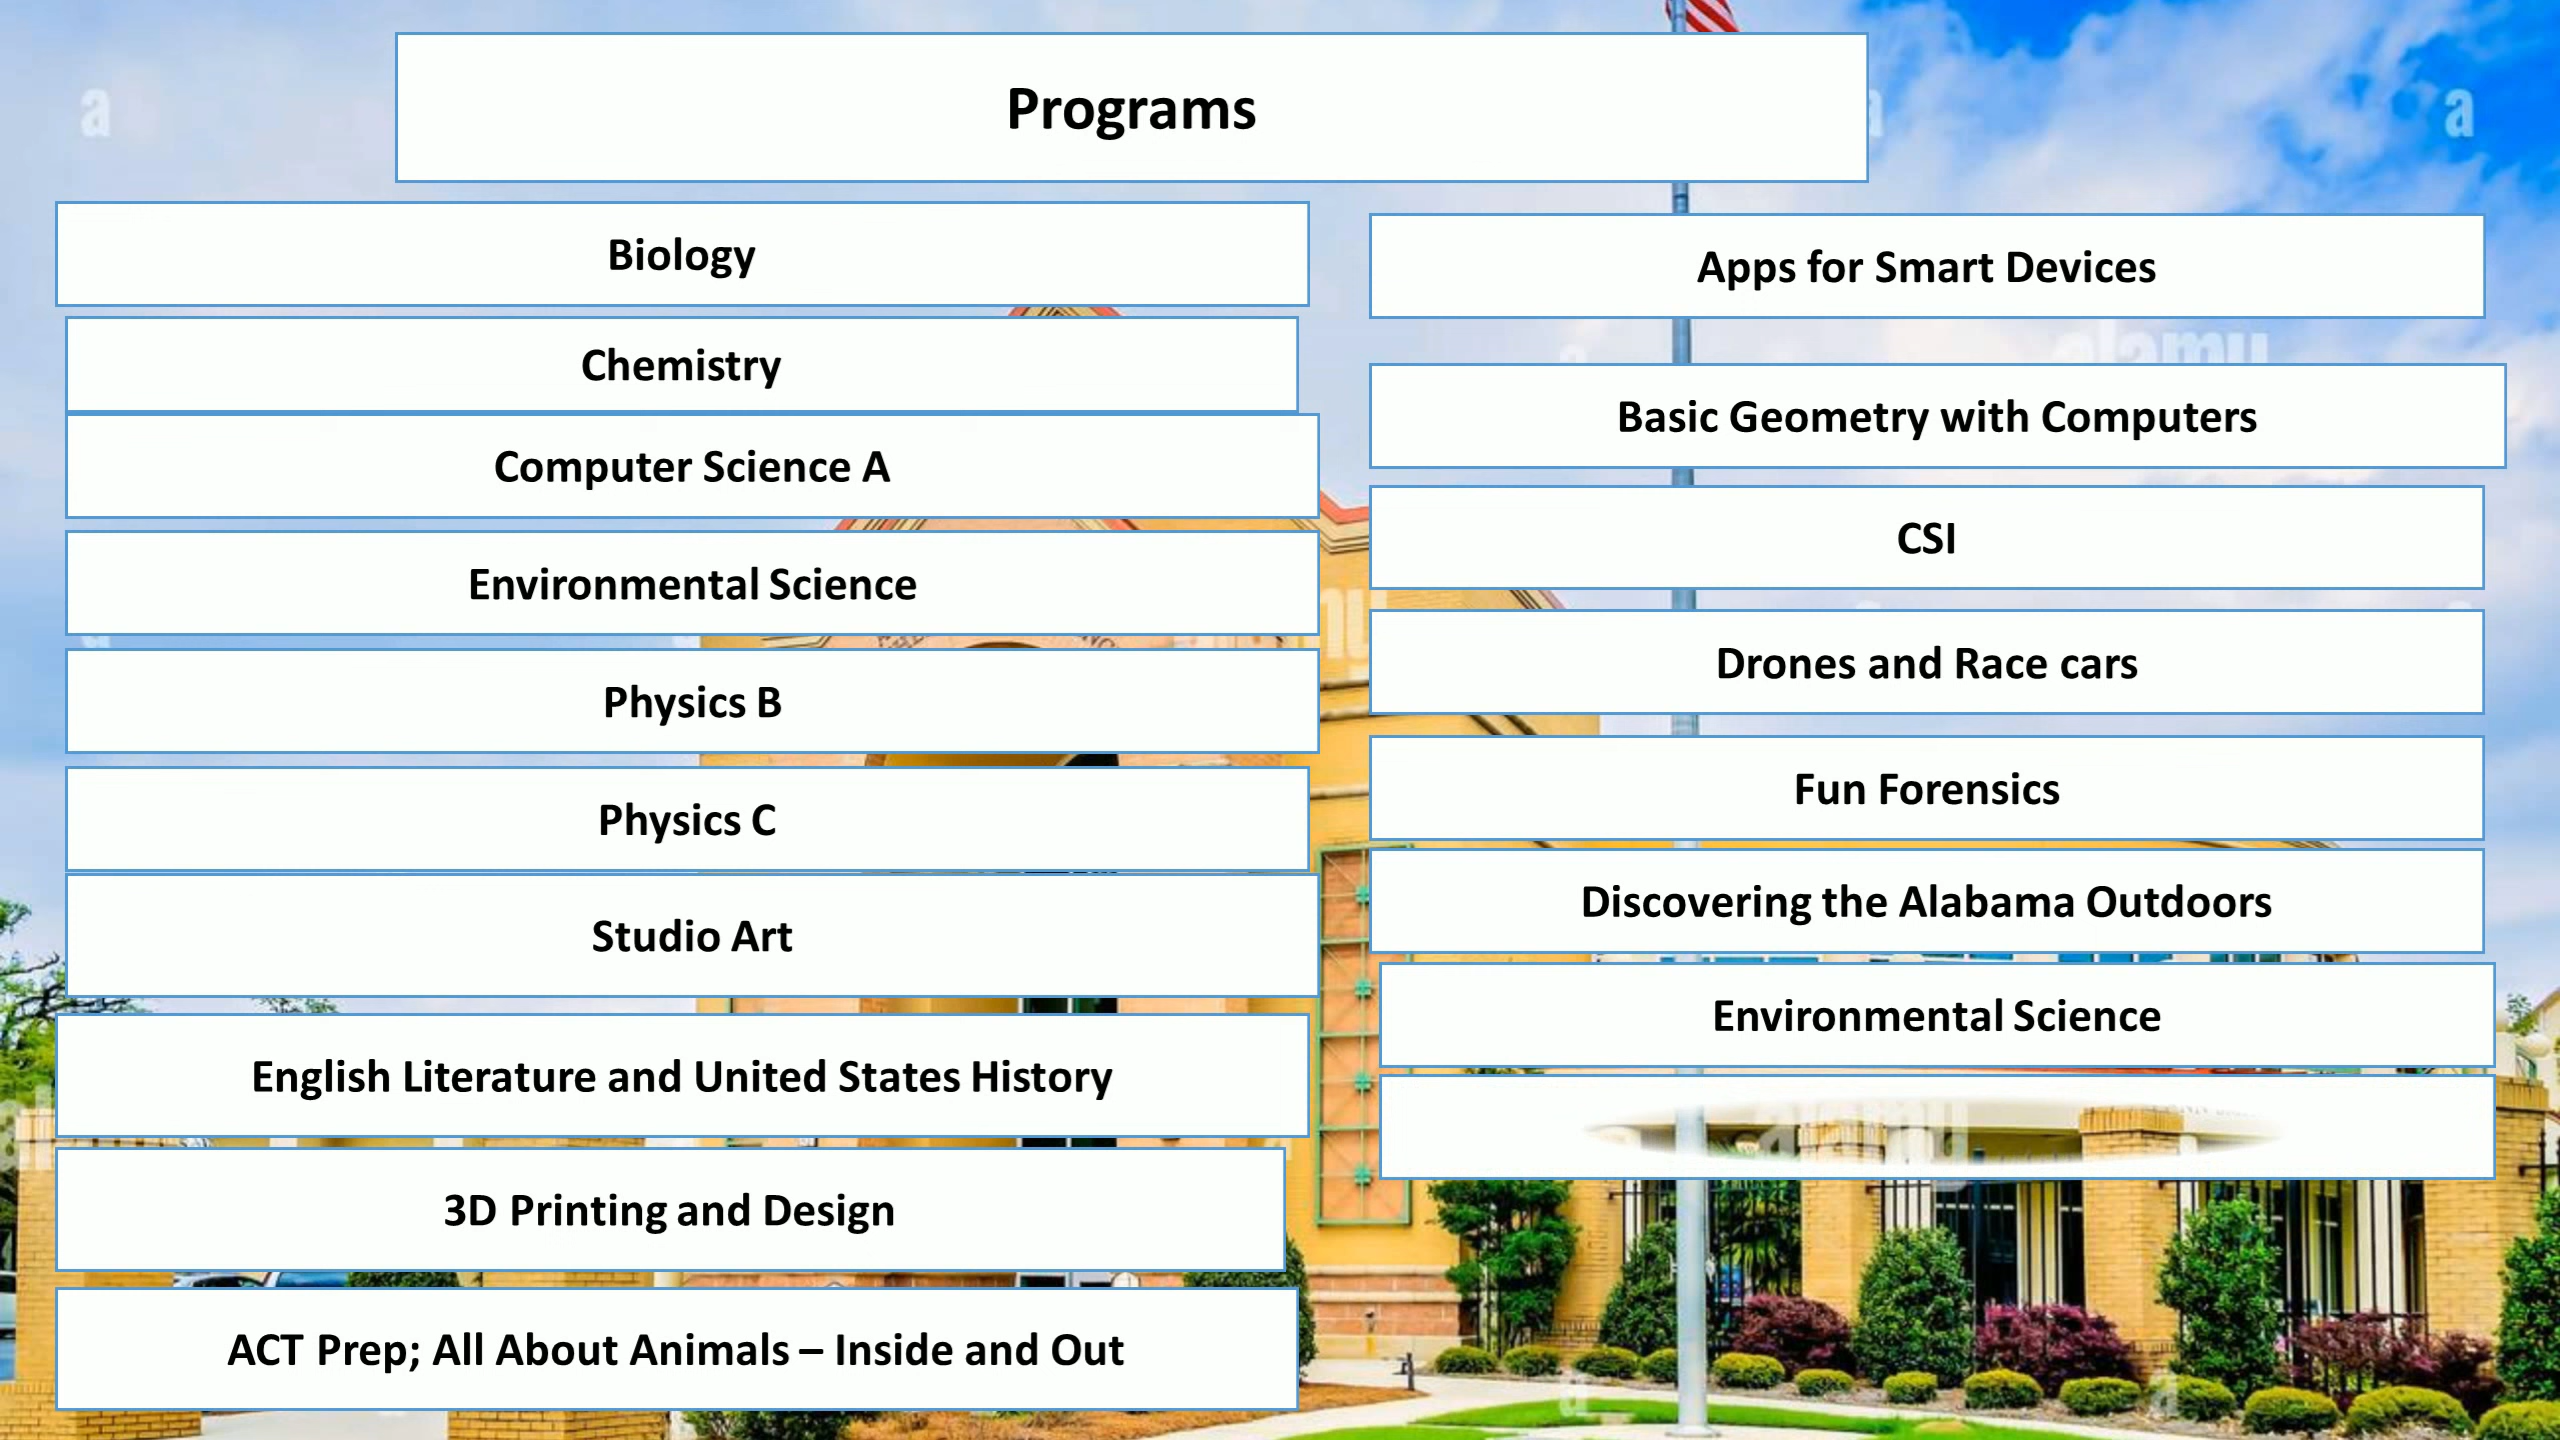 Programs
Biology
Chemistry
Computer Science A
Environmental Science
Physics B
Physics C
Studio Art
English Literature and United States History
3D Printing and Design
ACT Prep; All About Animals – Inside and Out
Apps for Smart Devices
Basic Geometry with Computers
CSI
Drones and Race cars
Fun Forensics
Discovering the Alabama Outdoors
Environmental Science
a
a
alamy
alamy